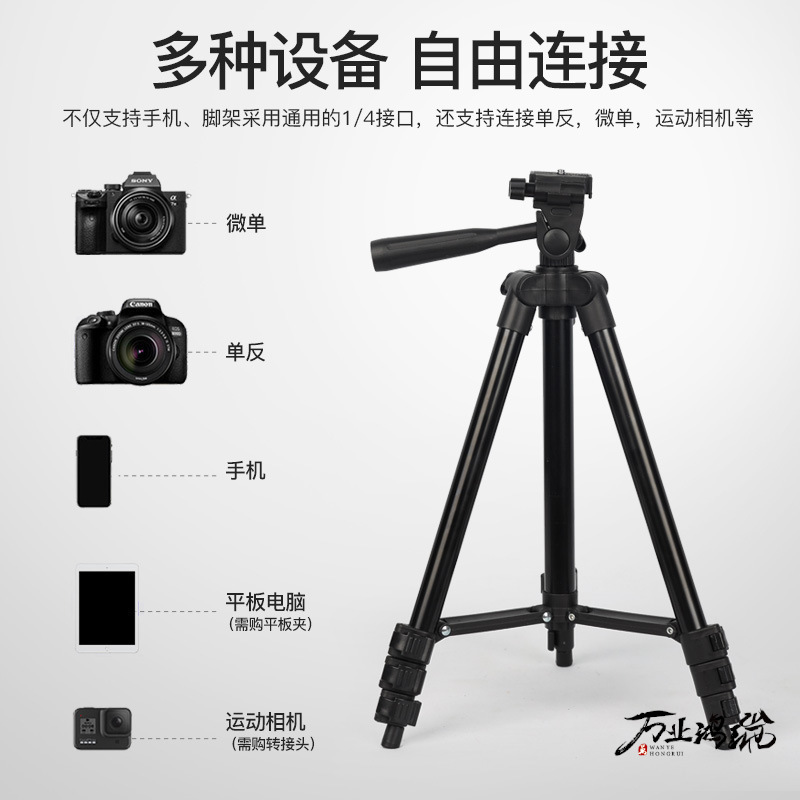 多种设备 自由连接
不仅支持手机、脚架采用通用的1/4接口，还支持连接单反，微单，运动相机等
SONY
α
微单
Canon
EOS
单反
手机
平板电脑
（需购平板夹）
运动相机
（需购转接头）
万业鸿瑞
WANYE
HONGRUI